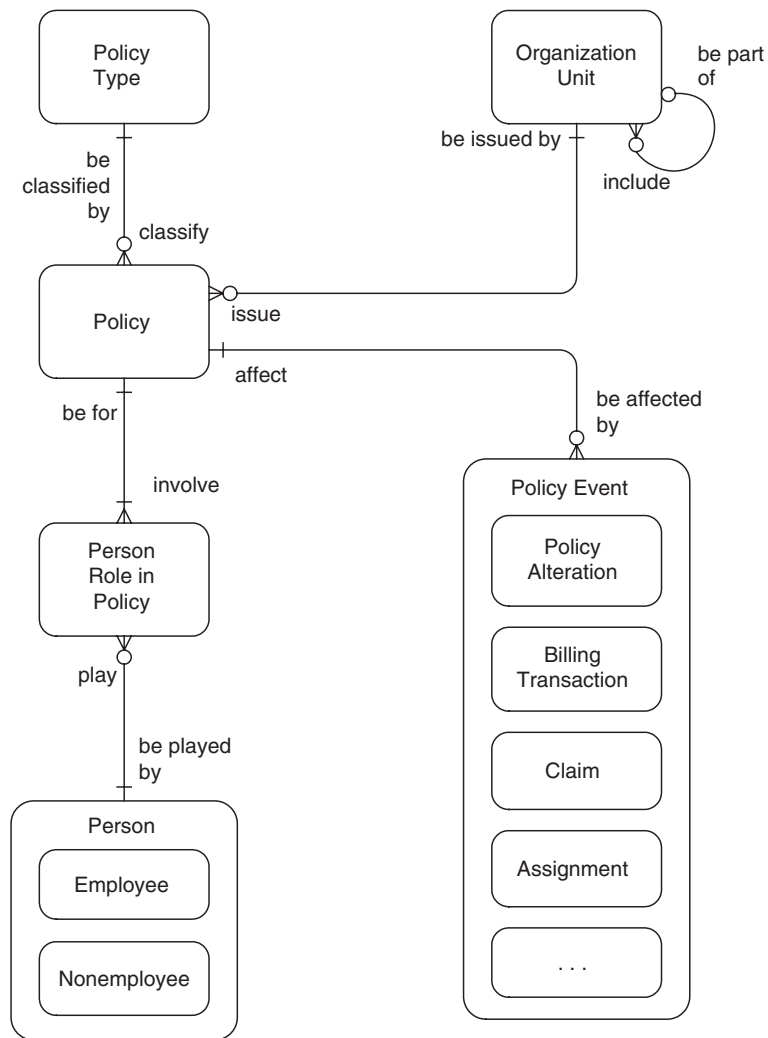 Policy
Type
Organization
Unit
be part
of
be issued by
include
be
classified
by
classify
Policy
issue
affect
be for
be affected
by
involve
Policy Event
Person
Role in
Policy
Policy
Alteration
play
Billing
Transaction
be played
by
Claim
Person
Employee
Assignment
Nonemployee
. . .